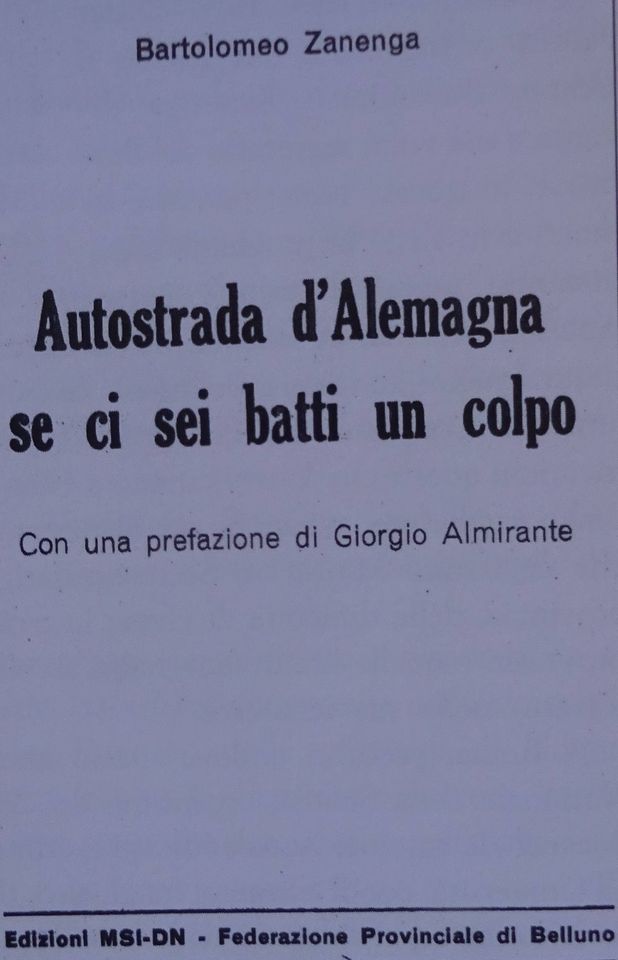 Bartolomeo Zanenga
Autostrada d'Alemagna
se ci sei batti un colpo
Con una prefazione di Giorgio Almirante
Edizioni MSI-DN - Federazione Provinciale di Belluno